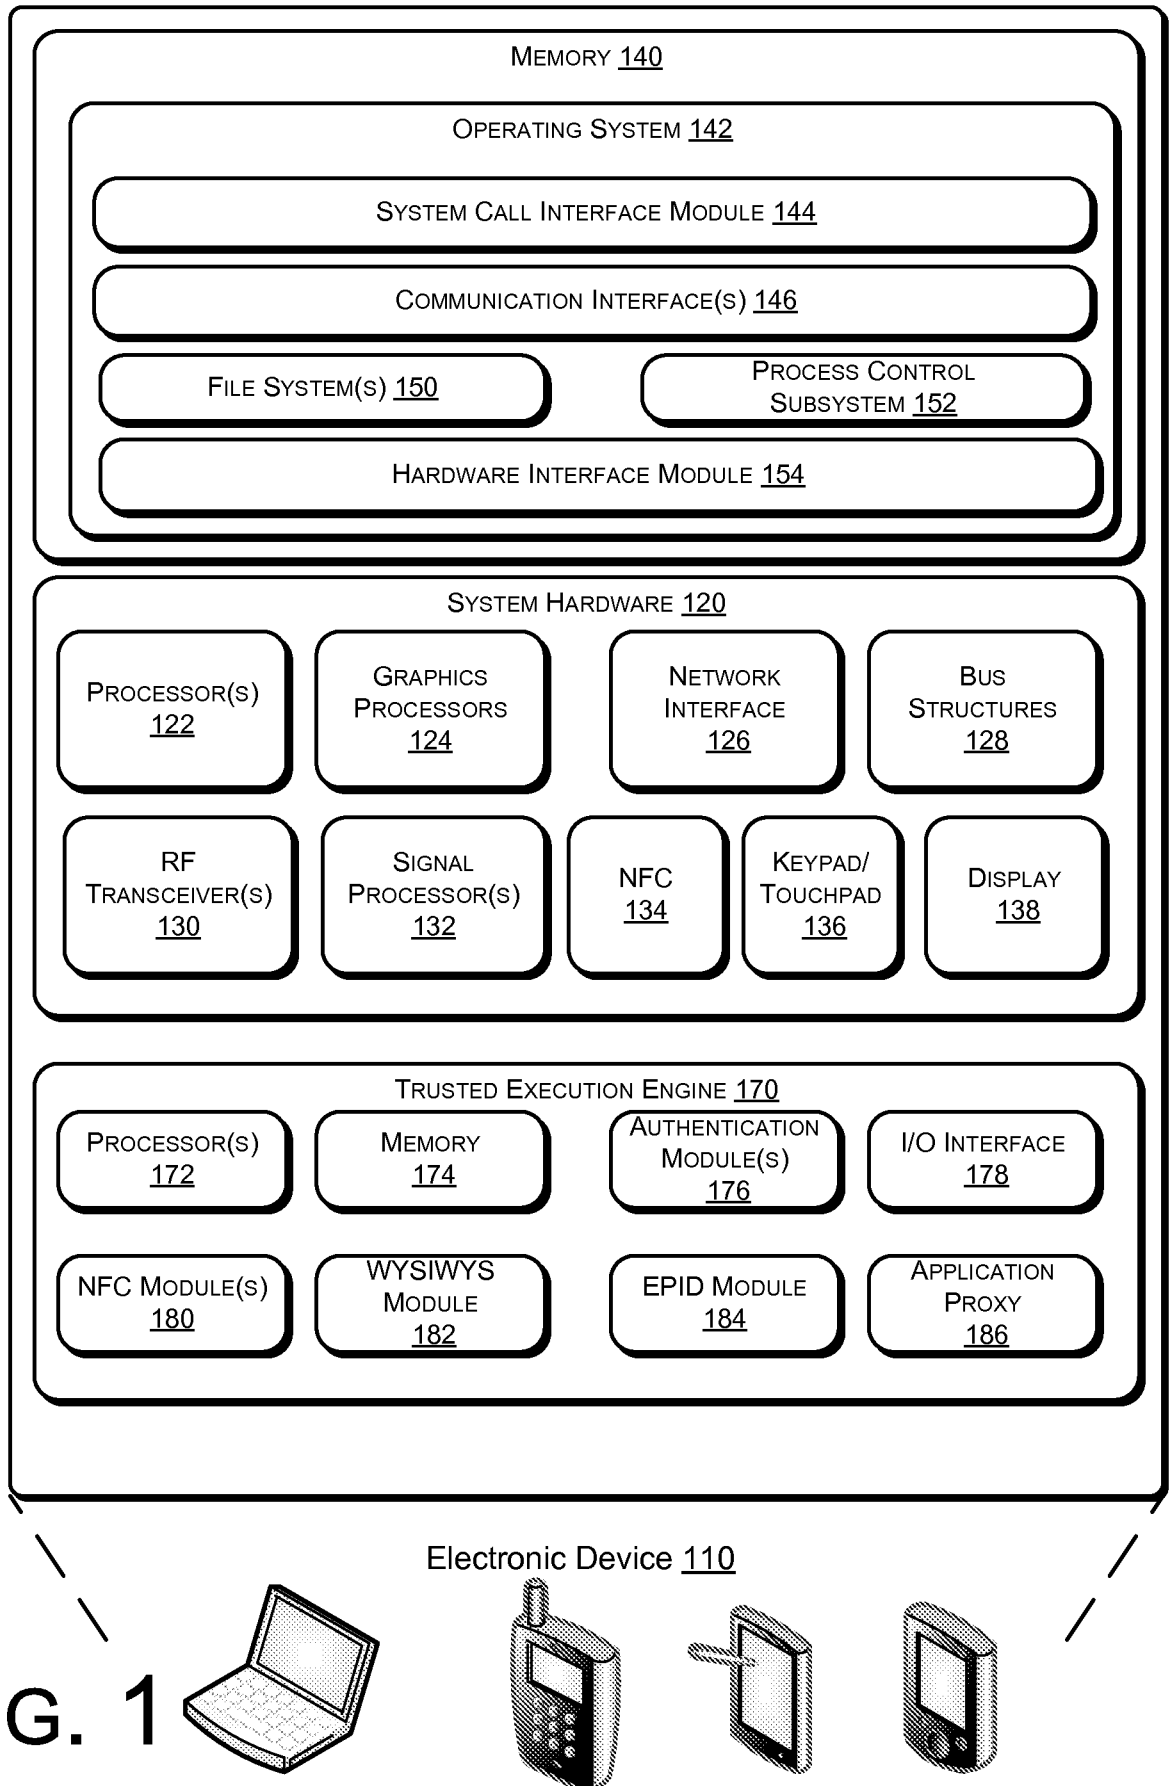 MEMORY 140
OPERATING SYSTEM 142
SYSTEM CALL INTERFACE MODULE 144
COMMUNICATION INTERFACE(S) 146
FILE SYSTEM(S) 150
PROCESS CONTROL
SUBSYSTEM 152
HARDWARE INTERFACE MODULE 154
SYSTEM HARDWARE 120
PROCESSOR(S)
122
GRAPHICS
PROCESSORS
124
NETWORK
INTERFACE
126
BUS
STRUCTURES
128
RF
TRANSCEIVER(S)
130
SIGNAL
PROCESSOR(S)
132
NFC
134
KEYPAD/
TOUCHPAD
136
DISPLAY
138
TRUSTED EXECUTION ENGINE 170
PROCESSOR(S)
172
MEMORY
174
AUTHENTICATION
MODULE(S)
176
I/O INTERFACE
178
NFC MODULE(S)
180
WYSIWYS
MODULE
182
EPID MODULE
184
APPLICATION
PROXY
186
Electronic Device 110
G. 1